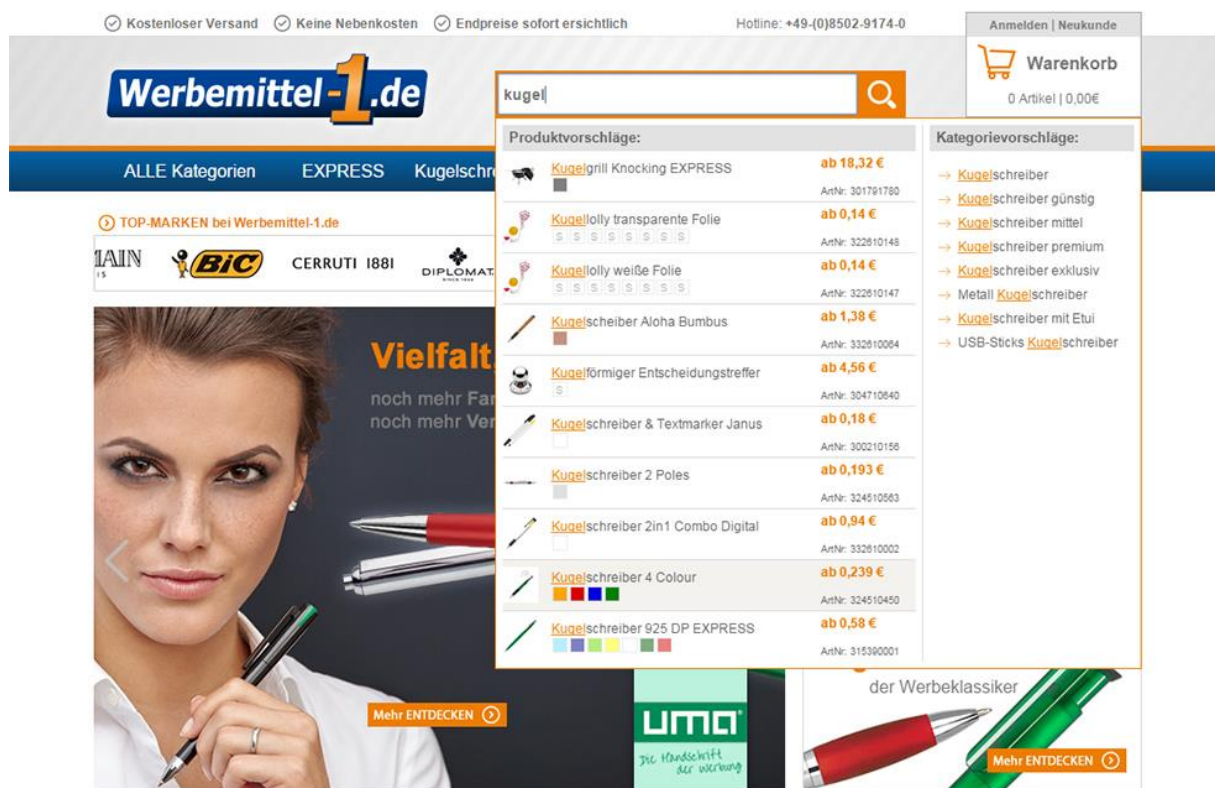 Kostenloser Versand Keine Nebenkosten Endpreise sofort ersichtlich Hotline: +49-(0)8502-9174-0 Anmelden | Neukunde
Werbemittel-1.de
kugel
Warenkorb
0 Artikel | 0,00€
ALLE Kategorien EXPRESS Kugelschre
Produktvorschläge:
Kugelgrill Knocking EXPRESS ab 18,32 €
ArtNr: 301791780
Kugellolly transparente Folie ab 0,14 €
S S S S S S S S ArtNr: 322610148
Kugellolly weiße Folie ab 0,14 €
S S S S S S S S ArtNr: 322610147
Kugelscheiber Aloha Bumbus ab 1,38 €
ArtNr: 332610064
Kugelförmiger Entscheidungstreffer ab 4,56 €
S ArtNr: 304710640
Kugelschreiber & Textmarker Janus ab 0,18 €
ArtNr: 300210156
Kugelschreiber 2 Poles ab 0,193 €
ArtNr: 324510563
Kugelschreiber 2in1 Combo Digital ab 0,94 €
ArtNr: 332610002
Kugelschreiber 4 Colour ab 0,239 €
ArtNr: 324510450
Kugelschreiber 925 DP EXPRESS ab 0,58 €
ArtNr: 315390001
Kategorievorschläge:
→ Kugelschreiber
→ Kugelschreiber günstig
→ Kugelschreiber mittel
→ Kugelschreiber premium
→ Kugelschreiber exklusiv
→ Metall Kugelschreiber
→ Kugelschreiber mit Etui
→ USB-Sticks Kugelschreiber
TOP-MARKEN bei Werbemittel-1.de
BIC CERRUTI 1881 DIPLOMAT
SINCE 1922
Vielfalt
noch mehr Far
noch mehr Ver
Mehr ENTDECKEN
uma
Die Handschrift
der Werbung
der Werbeklassiker
Mehr ENTDECKEN